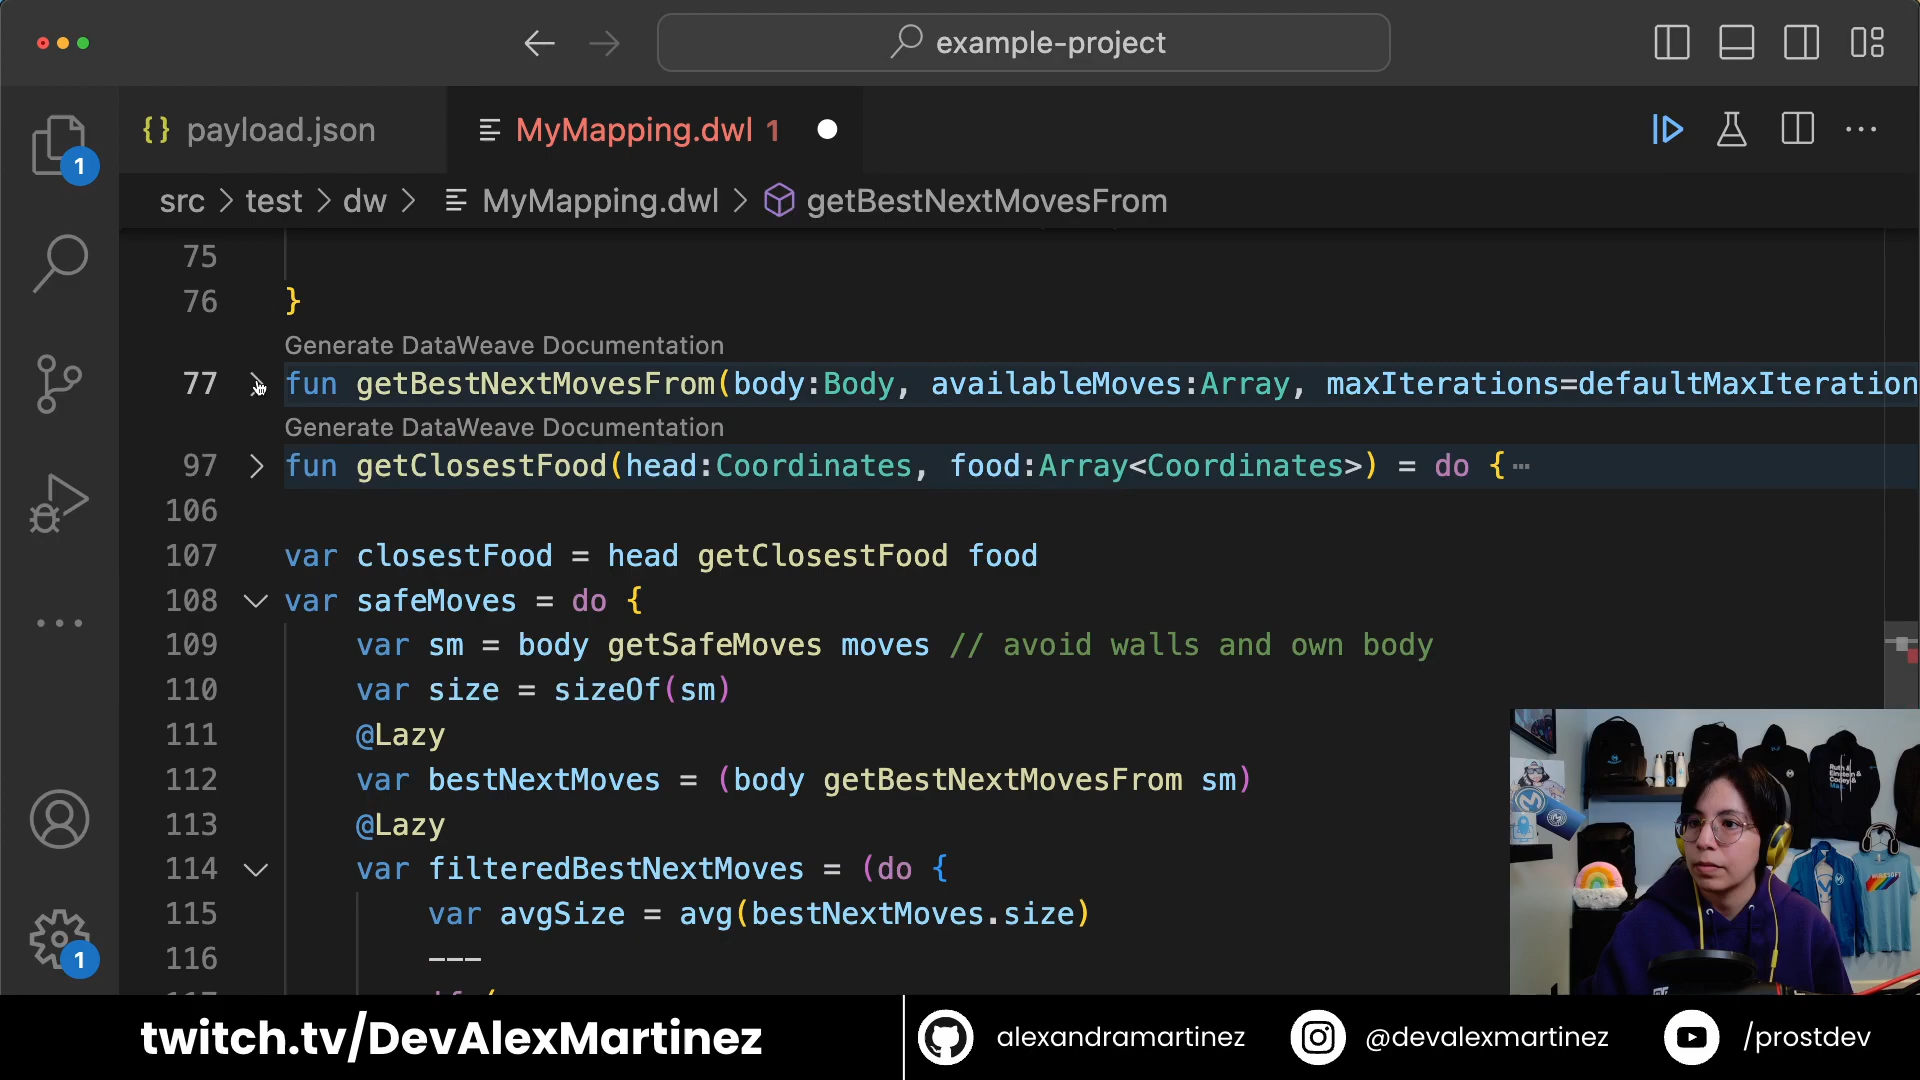 example-project
1
{} payload.json
MyMapping.dwl 1
src > test > dw > MyMapping.dwl > getBestNextMovesFrom
75
76 }
Generate DataWeave Documentation
77 fun getBestNextMovesFrom(body:Body, availableMoves:Array, maxIterations=defaultMaxIteration
Generate DataWeave Documentation
97 fun getClosestFood(head:Coordinates, food:Array<Coordinates>) = do {⋯
106
107 var closestFood = head getClosestFood food
108 var safeMoves = do {
109 var sm = body getSafeMoves moves // avoid walls and own body
110 var size = sizeOf(sm)
111 @Lazy
112 var bestNextMoves = (body getBestNextMovesFrom sm)
113 @Lazy
114 var filteredBestNextMoves = (do {
115 var avgSize = avg(bestNextMoves.size)
116 ---
1
twitch.tv/DevAlexMartinez
alexandramartinez
@devalexmartinez
/prostdev